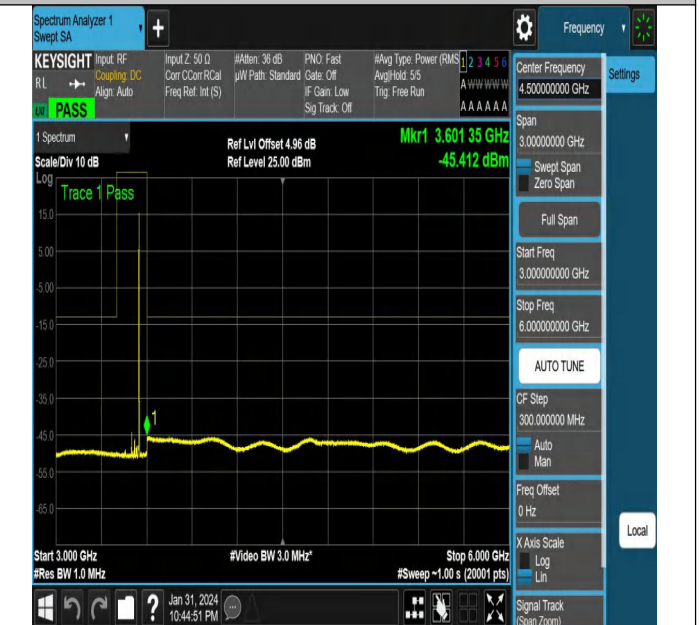 Spectrum Analyzer 1
Swept SA
+
Frequency
KEYSIGHT
RL
LXI
PASS
Input: RF
Coupling: DC
Align: Auto
Input Z: 50 Ω
Corr CCorr RCal
Freq Ref: Int (S)
#Atten: 36 dB
µW Path: Standard
PNO: Fast
Gate: Off
IF Gain: Low
Sig Track: Off
#Avg Type: Power (RMS
Avg|Hold: 5/5
Trig: Free Run
1 2 3 4 5 6
A W W W W W
A A A A A A
1 Spectrum
Scale/Div 10 dB
Log
Ref Lvl Offset 4.96 dB
Ref Level 25.00 dBm
Mkr1 3.601 35 GHz
-45.412 dBm
Trace 1 Pass
15.0
5.00
-5.00
-15.0
-25.0
-35.0
-45.0
-55.0
-65.0
1
Start 3.000 GHz
#Res BW 1.0 MHz
#Video BW 3.0 MHz*
Stop 6.000 GHz
#Sweep ~1.00 s (20001 pts)
?
Jan 31, 2024
10:44:51 PM
Center Frequency
4.500000000 GHz
Span
3.00000000 GHz
Swept Span
Zero Span
Full Span
Start Freq
3.000000000 GHz
Stop Freq
6.000000000 GHz
AUTO TUNE
CF Step
300.000000 MHz
Auto
Man
Freq Offset
0 Hz
X Axis Scale
Log
Lin
Signal Track
(Span Zoom)
Settings
Local